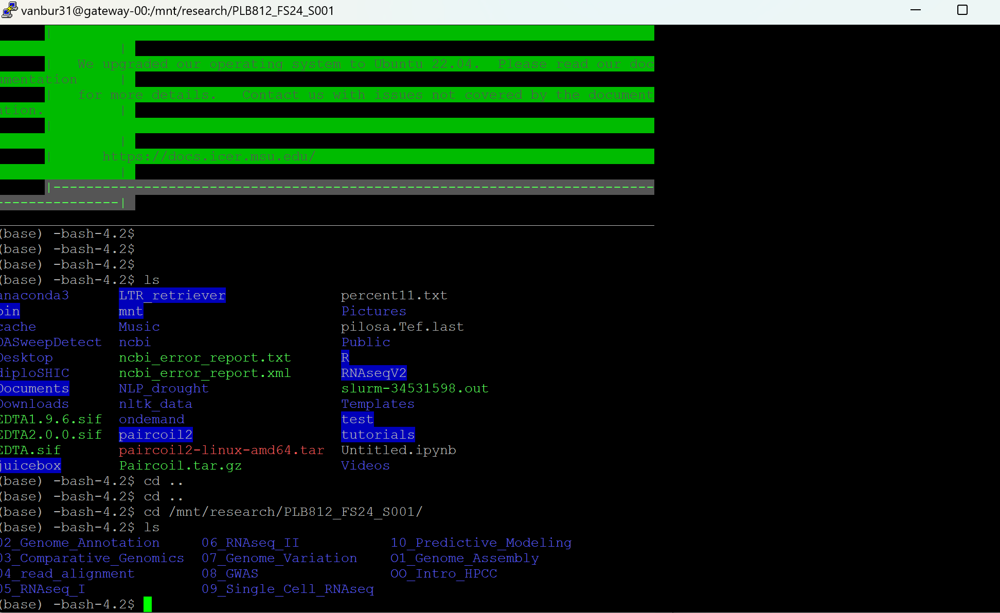 vanbur31@gateway-00:/mnt/research/PLB812_FS24_S001
|
|
| We upgraded our operating system to Ubuntu 22.04.  Please read our doc
umentation |
| for more details.   Contact us with issues not covered by the document
ation. |
|
|
| https://docs.icer.msu.edu/
|
|-------------------------------------------------------------------------
---------------|
(base) -bash-4.2$
(base) -bash-4.2$
(base) -bash-4.2$
(base) -bash-4.2$ ls
anaconda3 LTR_retriever percent11.txt
bin mnt Pictures
cache Music pilosa.Tef.last
DASweepDetect ncbi Public
Desktop ncbi_error_report.txt R
diploSHIC ncbi_error_report.xml RNAseqV2
Documents NLP_drought slurm-34531598.out
Downloads nltk_data Templates
EDTA1.9.6.sif ondemand test
EDTA2.0.0.sif paircoil2 tutorials
EDTA.sif paircoil2-linux-amd64.tar Untitled.ipynb
juicebox Paircoil.tar.gz Videos
(base) -bash-4.2$ cd ..
(base) -bash-4.2$ cd ..
(base) -bash-4.2$ cd /mnt/research/PLB812_FS24_S001/
(base) -bash-4.2$ ls
02_Genome_Annotation 06_RNAseq_II 10_Predictive_Modeling
03_Comparative_Genomics 07_Genome_Variation O1_Genome_Assembly
04_read_alignment 08_GWAS OO_Intro_HPCC
05_RNAseq_I 09_Single_Cell_RNAseq
(base) -bash-4.2$